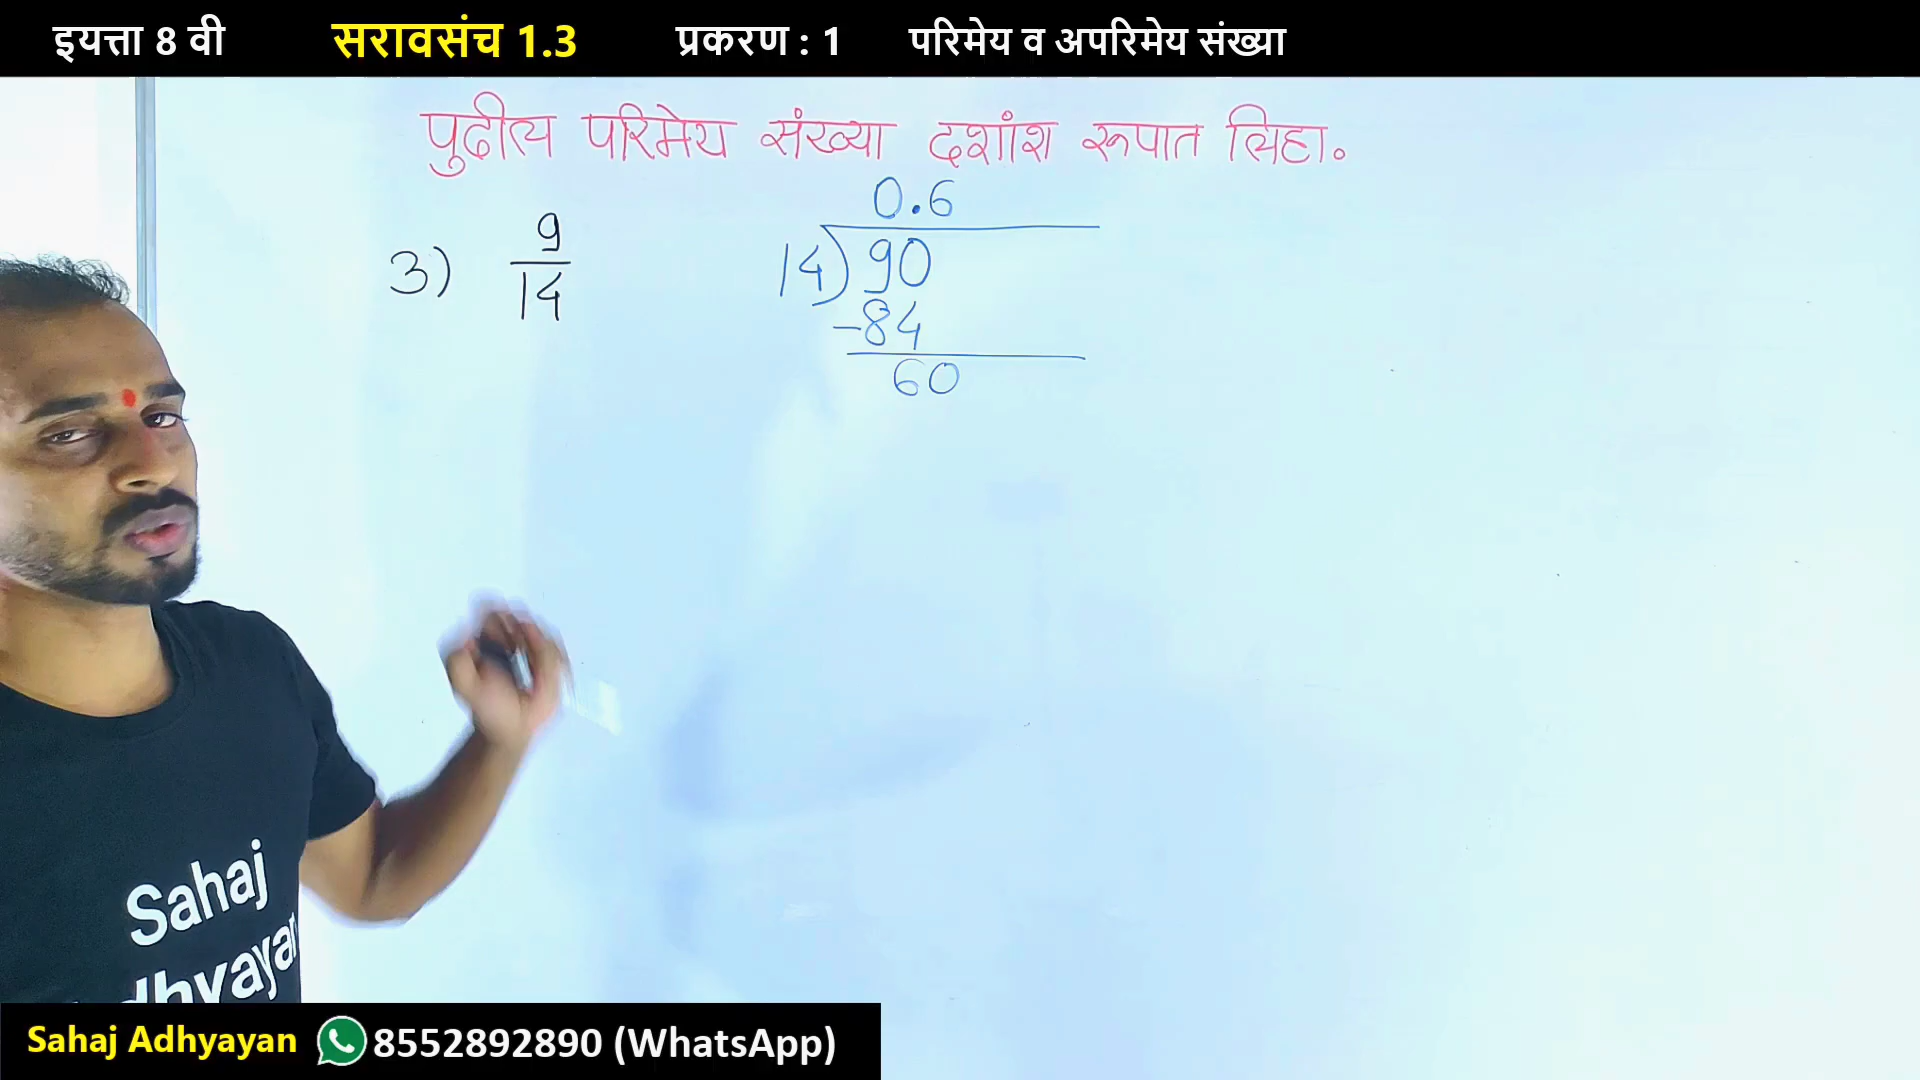 इयत्ता 8 वी सरावसंच 1.3 प्रकरण : 1 परिमेय व अपरिमेय संख्या
पुढील परिमेय संख्या दशांश रूपात लिहा.
0.6
3) 9/14 14) 90
-84
60
Sahaj
dhyayan
Sahaj Adhyayan 8552892890 (WhatsApp)